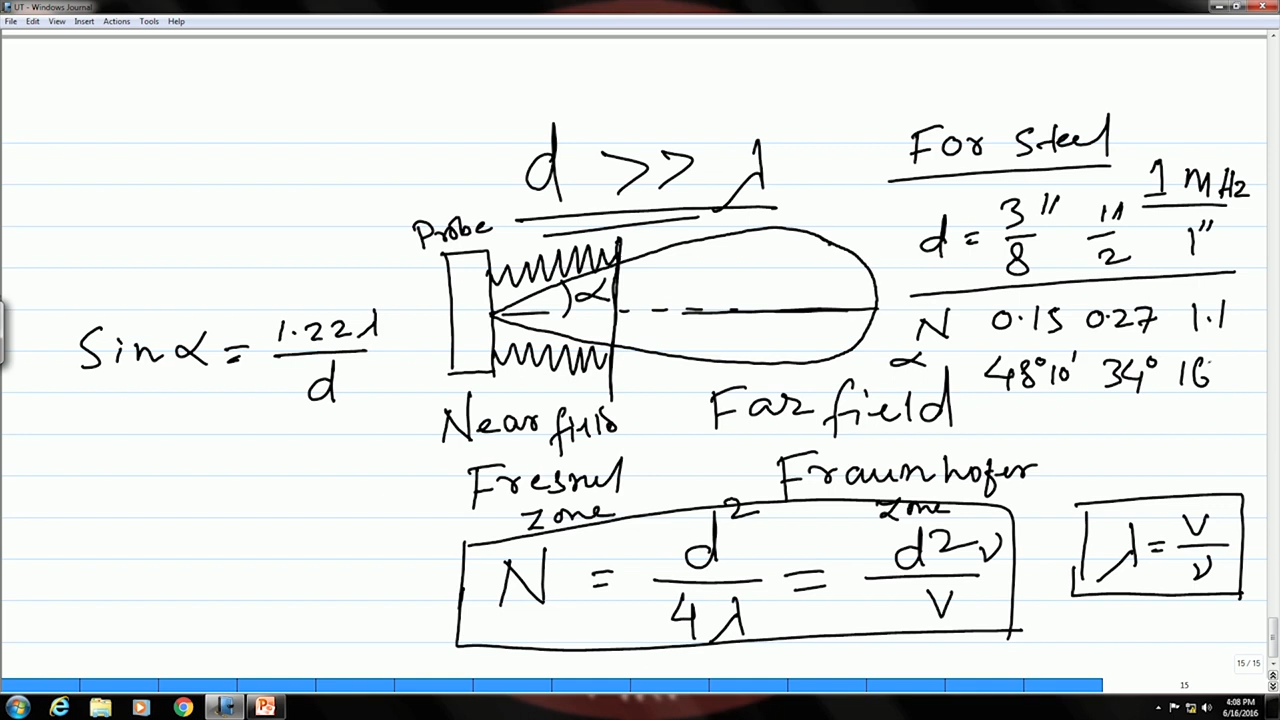 UT - Windows Journal
File Edit View Insert Actions Tools Help
d >> λ
Probe
α
Sin α = 1.22λ / d
Near field
Far field
Fresnel zone
Fraunhofer zone
N = d² / 4λ = d²ν / V
λ = V / ν
For Steel
1 MHz
d = 3/8" 1/2" 1"
N 0.15 0.27 1.1
α 48°10' 34° 16
15 / 15
15
4:08 PM
6/16/2016